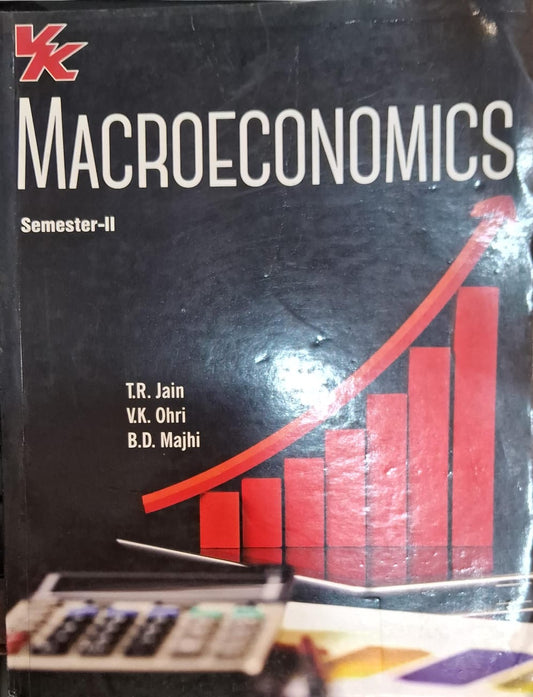 VK
MACROECONOMICS
Semester-II
T.R. Jain
V.K. Ohri
B.D. Majhi